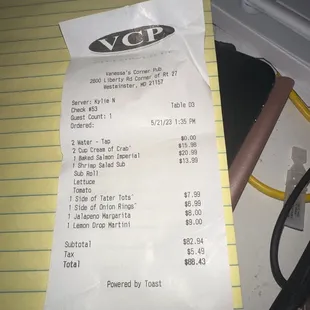 VCP
Vanessa's Corner Pub
2600 Liberty Rd Corner of Rt 27
Westminster, MD 21157
Server: Kylie N
Check #53 Table D3
Guest Count: 1
Ordered: 5/21/23 1:35 PM
2 Water - Tap $0.00
2 Cup Cream of Crab' $15.98
1 Baked Salmon Imperial $20.99
1 Shrimp Salad Sub $13.99
Sub Roll
Lettuce
Tomato
1 Side of Tater Tots' $7.99
1 Side of Onion Rings' $6.99
1 Jalapeno Margarita $8.00
1 Lemon Drop Martini $9.00
Subtotal $82.94
Tax $5.49
Total $88.43
Powered by Toast